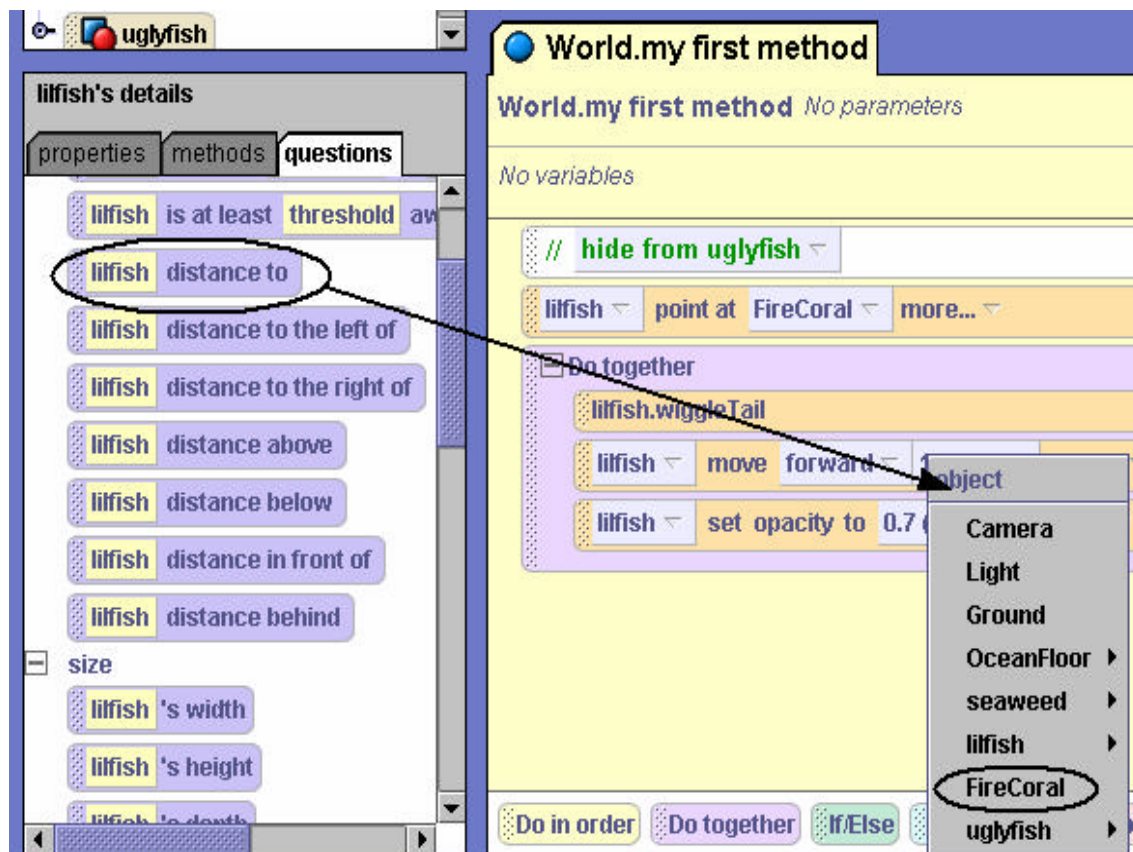 uglyfish
lilfish's details
properties methods questions
lilfish is at least threshold aw
lilfish distance to
lilfish distance to the left of
lilfish distance to the right of
lilfish distance above
lilfish distance below
lilfish distance in front of
lilfish distance behind
size
lilfish 's width
lilfish 's height
lilfish 's depth
World.my first method
World.my first method No parameters
No variables
// hide from uglyfish
lilfish point at FireCoral more...
Do together
lilfish.wiggleTail
lilfish move forward 1
lilfish set opacity to 0.7 (
object
Camera
Light
Ground
OceanFloor
seaweed
lilfish
FireCoral
uglyfish
Do in order Do together If/Else